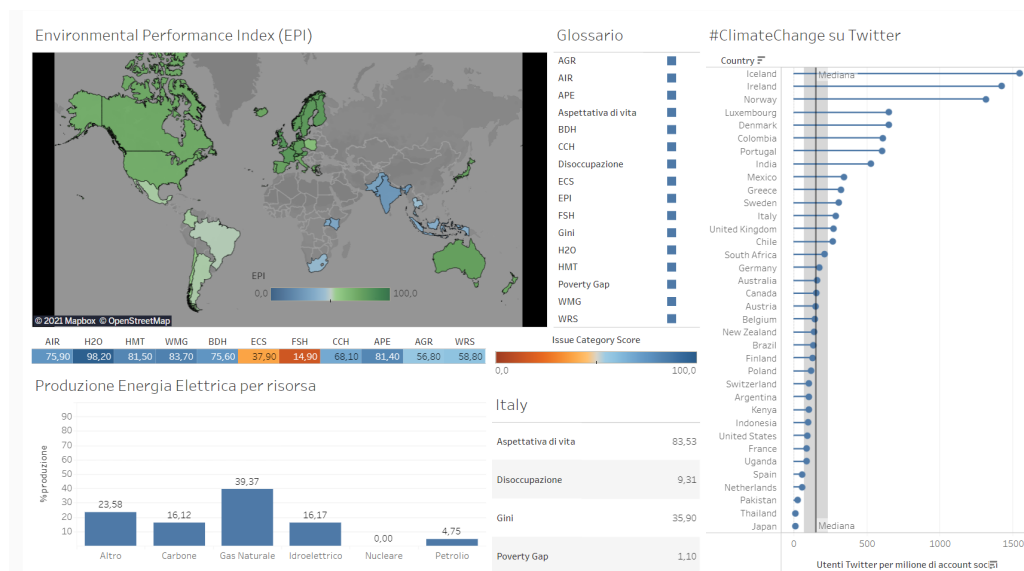 Environmental Performance Index (EPI)
EPI
0,0
100,0
© 2021 Mapbox © OpenStreetMap
AIR H2O HMT WMG BDH ECS FSH CCH APE AGR WRS
75,90 98,20 81,50 83,70 75,60 37,90 14,90 68,10 81,40 56,80 58,80
Glossario
AGR
AIR
APE
Aspettativa di vita
BDH
CCH
Disoccupazione
ECS
EPI
FSH
Gini
H2O
HMT
Poverty Gap
WMG
WRS
Issue Category Score
0,0
100,0
Produzione Energia Elettrica per risorsa
% produzione
90
80
70
60
50
40
30
20
10
23,58
16,12
39,37
16,17
0,00
4,75
Altro Carbone Gas Naturale Idroelettrico Nucleare Petrolio
Italy
Aspettativa di vita 83,53
Disoccupazione 9,31
Gini 35,90
Poverty Gap 1,10
#ClimateChange su Twitter
Country
Iceland
Ireland
Norway
Luxembourg
Denmark
Colombia
Portugal
India
Mexico
Greece
Sweden
Italy
United Kingdom
Chile
South Africa
Germany
Australia
Canada
Austria
Belgium
New Zealand
Brazil
Finland
Poland
Switzerland
Argentina
Kenya
Indonesia
United States
France
Uganda
Spain
Netherlands
Pakistan
Thailand
Japan
Mediana
Mediana
0 500 1000 1500
Utenti Twitter per milione di account